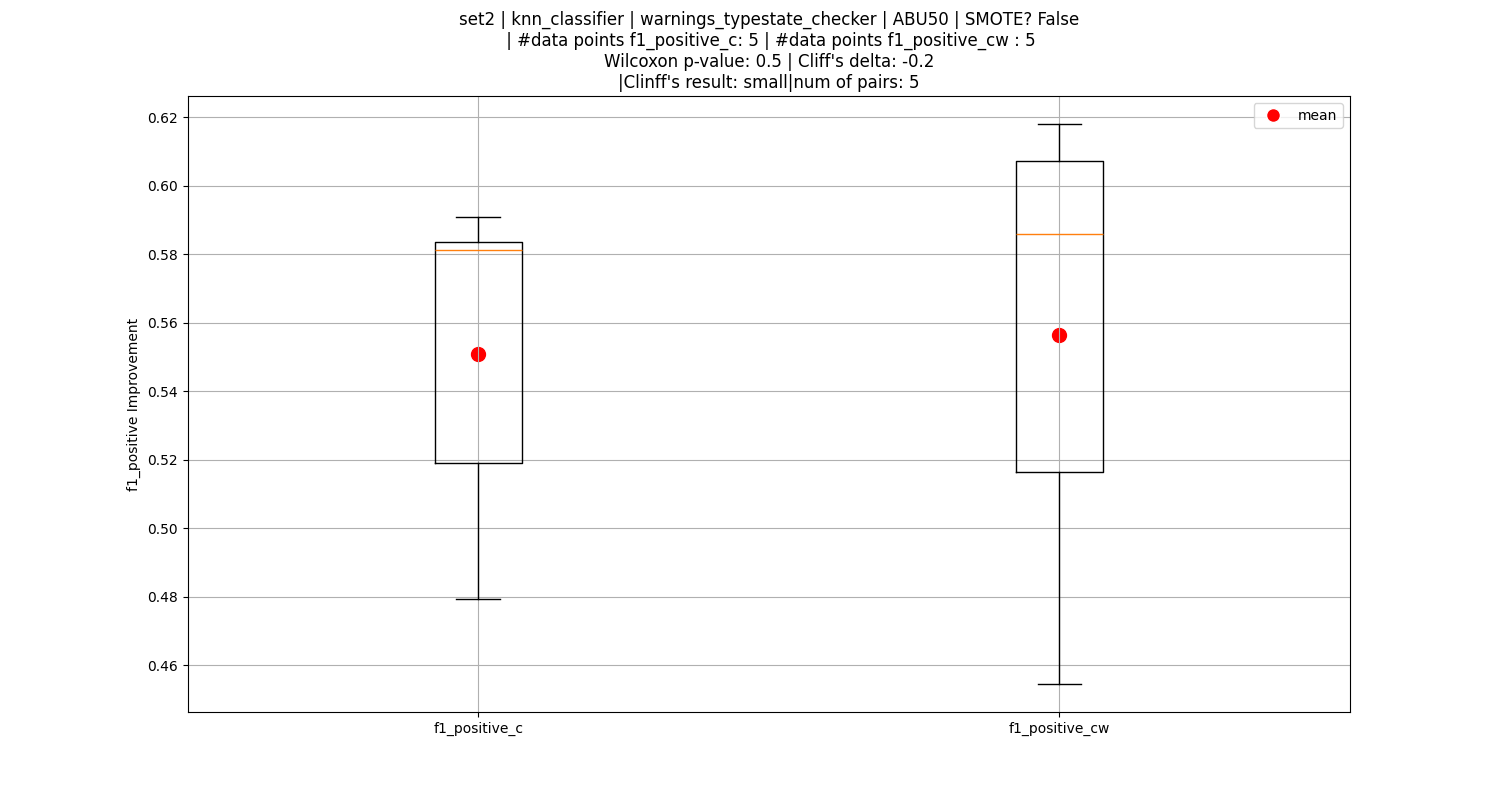 set2 | knn_classifier | warnings_typestate_checker | ABU50 | SMOTE? False
| #data points f1_positive_c: 5 | #data points f1_positive_cw : 5
Wilcoxon p-value: 0.5 | Cliff's delta: -0.2
|Clinff's result: small|num of pairs: 5
mean
0.62
0.60
0.58
0.56
0.54
0.52
0.50
0.48
0.46
f1_positive Improvement
f1_positive_c
f1_positive_cw